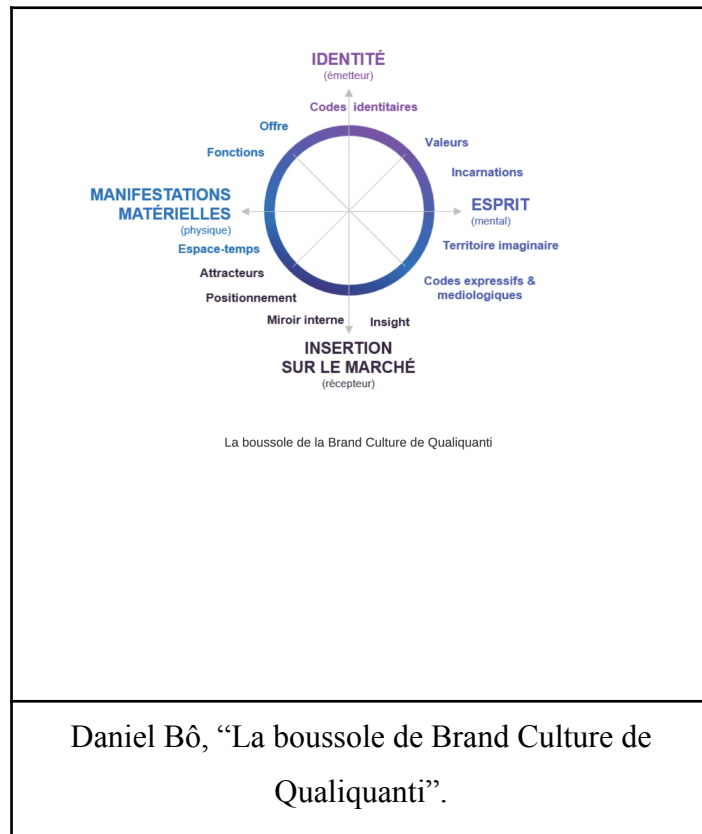 IDENTITÉ
(émetteur)
Codes identitaires
Offre
Valeurs
Fonctions
Incarnations
MANIFESTATIONS
MATÉRIELLES
(physique)
ESPRIT
(mental)
Espace-temps
Territoire imaginaire
Attracteurs
Codes expressifs &
mediologiques
Positionnement
Miroir interne
Insight
INSERTION
SUR LE MARCHÉ
(récepteur)
La boussole de la Brand Culture de Qualiquanti
Daniel Bô, “La boussole de Brand Culture de
Qualiquanti”.